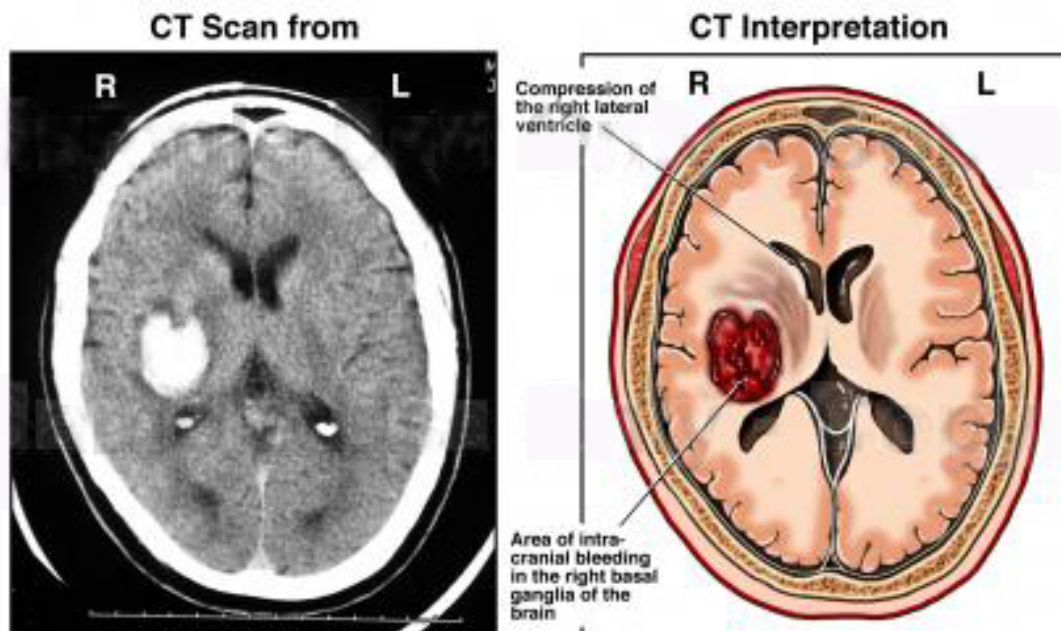 CT Scan from
CT Interpretation
R
L
M
J
R
L
Compression of
the right lateral
ventricle
Area of intra-
cranial bleeding
in the right basal
ganglia of the
brain